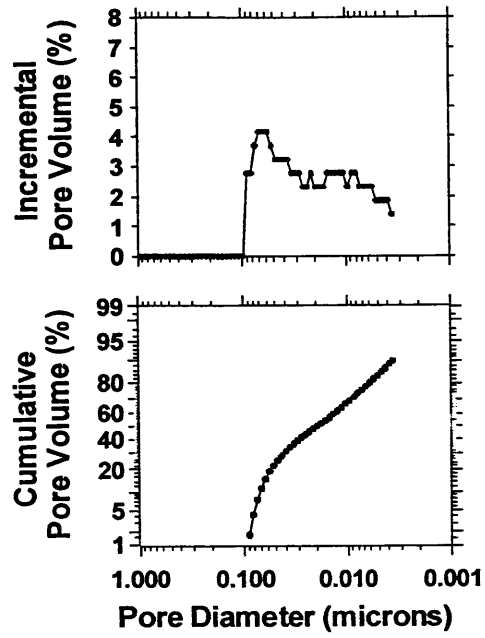 Incremental
Pore Volume (%)
8
7
6
5
4
3
2
1
0
Cumulative
Pore Volume (%)
99
95
80
60
40
20
5
1
1.000 0.100 0.010 0.001
Pore Diameter (microns)